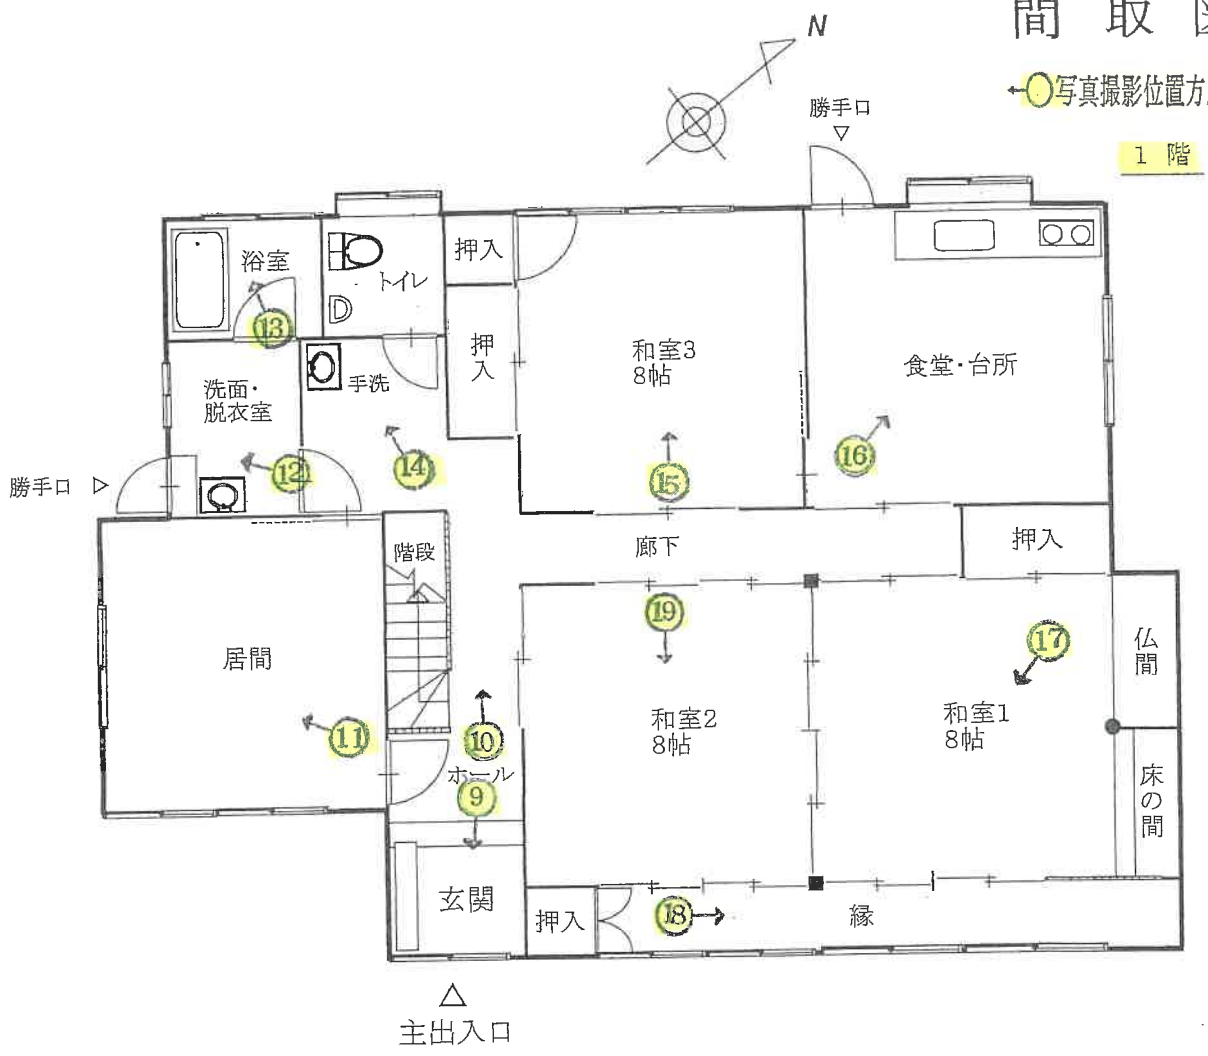 間取図
N
←○写真撮影位置方
1 階
勝手口
浴室
トイレ
押入
13
押入
和室3
8帖
食堂・台所
洗面・
脱衣室
手洗
勝手口
12
14
15
16
廊下
押入
階段
19
17
仏間
居間
和室2
8帖
和室1
8帖
11
10
ホール
9
床の間
玄関
押入
18
縁
主出入口